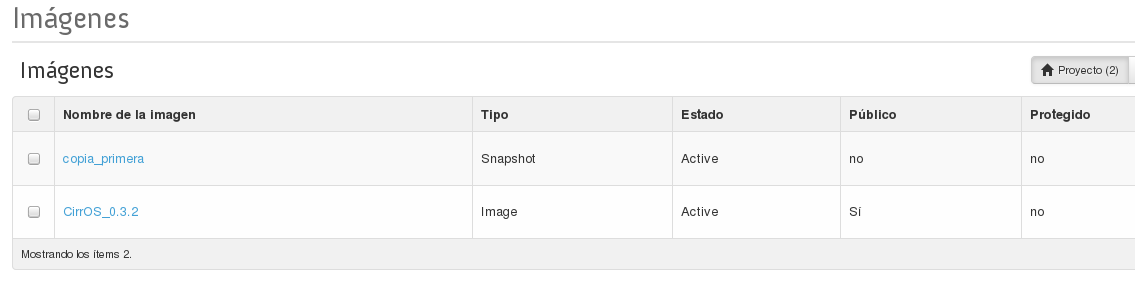 Imágenes
Imágenes
Proyecto (2)
Nombre de la imagen Tipo Estado Público Protegido
copia_primera Snapshot Active no no
CirrOS_0.3.2 Image Active Sí no
Mostrando los ítems 2.